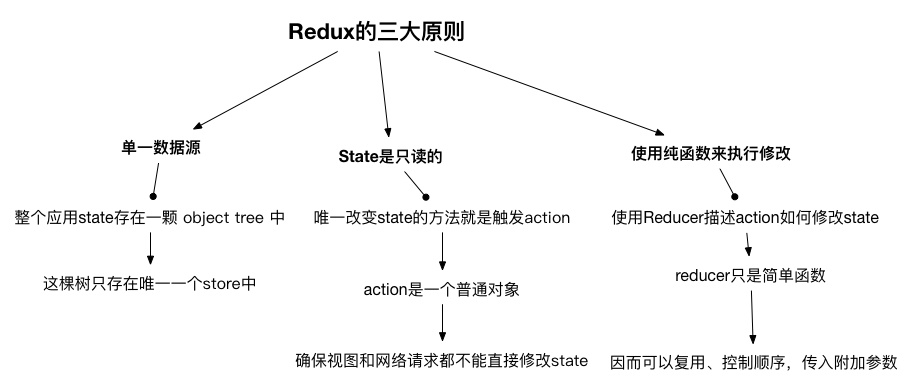 Redux的三大原则
单一数据源
State是只读的
使用纯函数来执行修改
整个应用state存在一颗 object tree 中
唯一改变state的方法就是触发action
使用Reducer描述action如何修改state
这棵树只存在唯一一个store中
action是一个普通对象
reducer只是简单函数
确保视图和网络请求都不能直接修改state
因而可以复用、控制顺序，传入附加参数